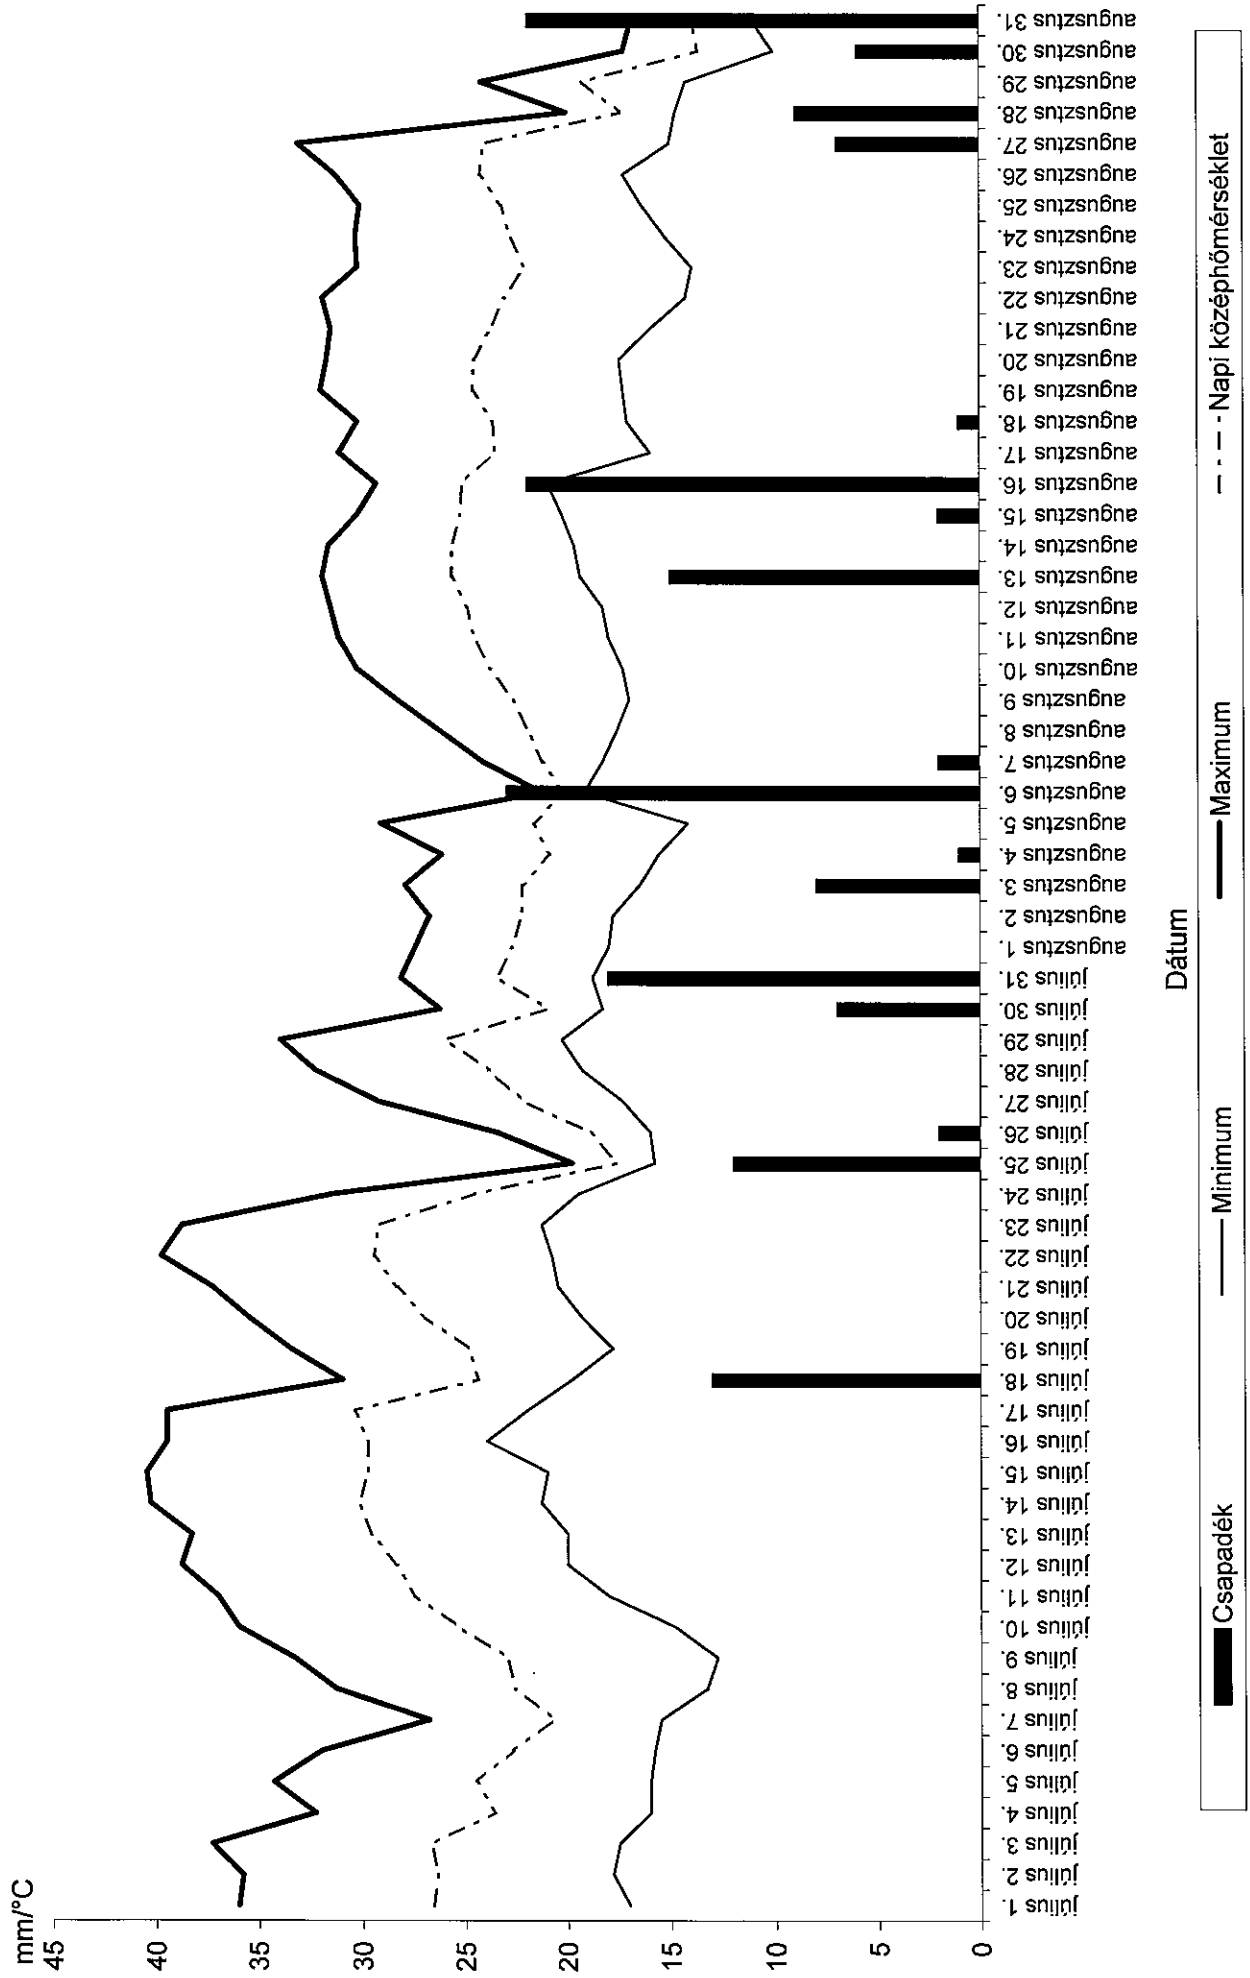 mm/°C
45
40
35
30
25
20
15
10
5
0
július 1.
július 2.
július 3.
július 4.
július 5.
július 6.
július 7.
július 8.
július 9.
július 10.
július 11.
július 12.
július 13.
július 14.
július 15.
július 16.
július 17.
július 18.
július 19.
július 20.
július 21.
július 22.
július 23.
július 24.
július 25.
július 26.
július 27.
július 28.
július 29.
július 30.
július 31.
augusztus 1.
augusztus 2.
augusztus 3.
augusztus 4.
augusztus 5.
augusztus 6.
augusztus 7.
augusztus 8.
augusztus 9.
augusztus 10.
augusztus 11.
augusztus 12.
augusztus 13.
augusztus 14.
augusztus 15.
augusztus 16.
augusztus 17.
augusztus 18.
augusztus 19.
augusztus 20.
augusztus 21.
augusztus 22.
augusztus 23.
augusztus 24.
augusztus 25.
augusztus 26.
augusztus 27.
augusztus 28.
augusztus 29.
augusztus 30.
augusztus 31.
Dátum
Csapadék
Minimum
Maximum
Napi középhőmérséklet